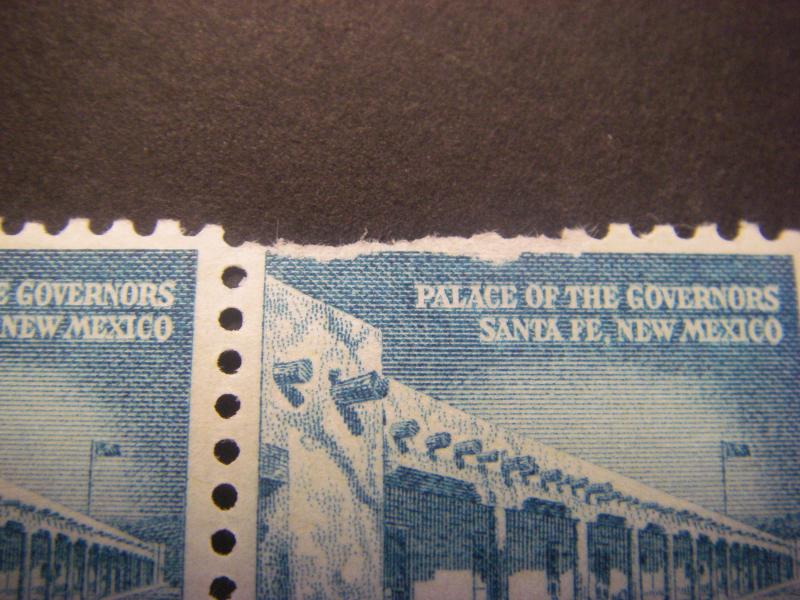 E GOVERNORS
NEW MEXICO
PALACE OF THE GOVERNORS
SANTA FE, NEW MEXICO